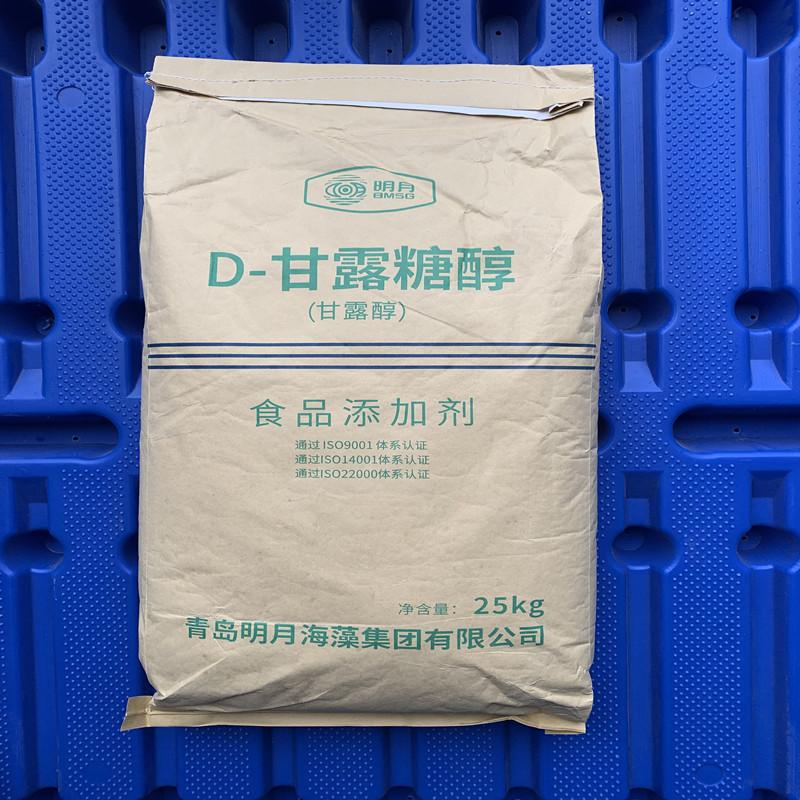 明月
BMSG
D-甘露糖醇
(甘露醇)
食品添加剂
通过ISO9001体系认证
通过ISO14001体系认证
通过ISO22000体系认证
净含量： 25kg
青岛明月海藻集团有限公司